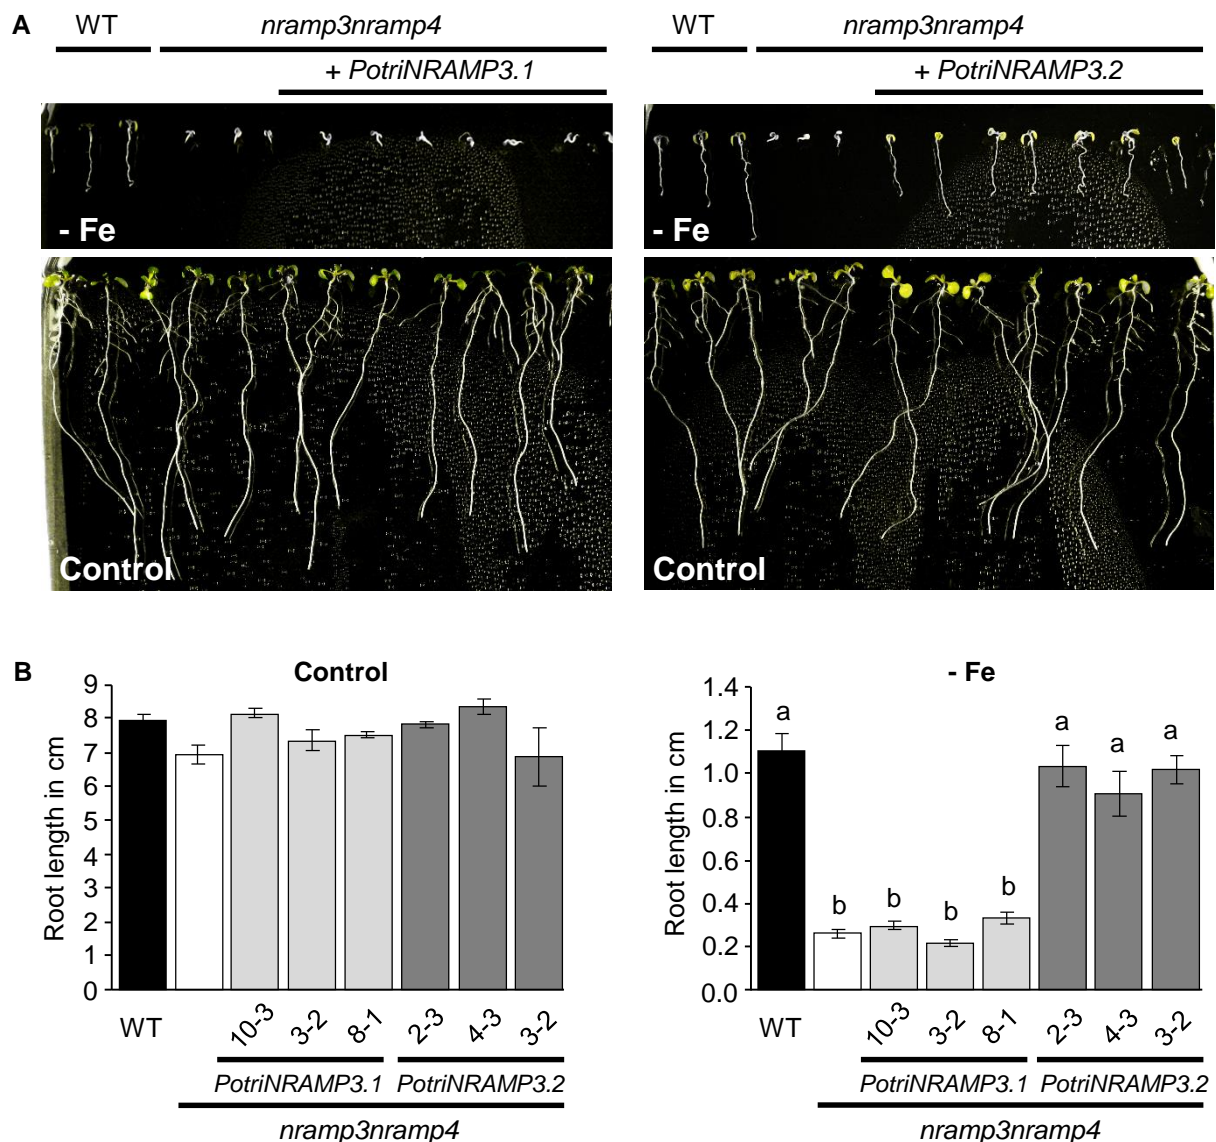 A
WT
nramp3nramp4
+ PotriNRAMP3.1
- Fe
Control
WT
nramp3nramp4
+ PotriNRAMP3.2
- Fe
Control
B
Control
Root length in cm
9
8
7
6
5
4
3
2
1
0
WT
10-3
3-2
8-1
2-3
4-3
3-2
PotriNRAMP3.1
PotriNRAMP3.2
nramp3nramp4
- Fe
Root length in cm
1.4
1.2
1.0
0.8
0.6
0.4
0.2
0.0
a
b
b
b
b
a
a
a
WT
10-3
3-2
8-1
2-3
4-3
3-2
PotriNRAMP3.1
PotriNRAMP3.2
nramp3nramp4